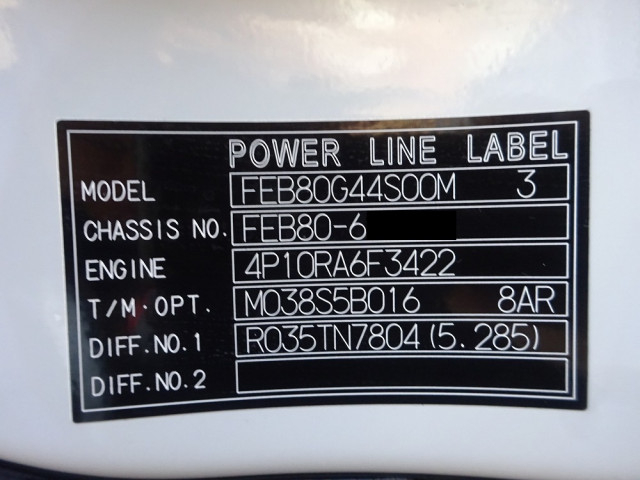 POWER LINE LABEL
MODEL FEB80G44S00M 3
CHASSIS NO. FEB80-6
ENGINE 4P10RA6F3422
T/M·OPT. M038S5B016 8AR
DIFF.NO.1 R035TN7804(5.285)
DIFF.NO.2